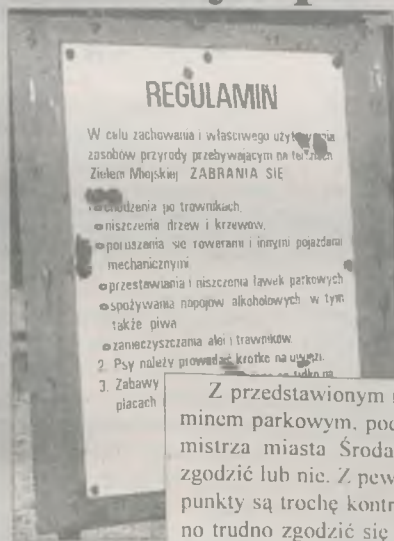 REGULAMIN
W celu zachowania i właściwego użytkowania
zasobów przyrody przebywającym na terenach
Zieleni Miejskiej ZABRANIA SIĘ
chodzenia po trawnikach,
niszczenia drzew i krzewów,
poruszania się rowerami i innymi pojazdami
mechanicznymi
przestawiania i niszczenia ławek parkowych
spożywania napojów alkoholowych w tym
także piwa
zanieczyszczania alei i trawników
2. Psy należy prowadzać krótko na uwięzi.
3. Zabawy tylko na
placach
Z przedstawionym
minem parkowym, pod
mistrza miasta Środa
zgodzić lub nie. Z pew
punkty są trochę kontr
no trudno zgodzić się